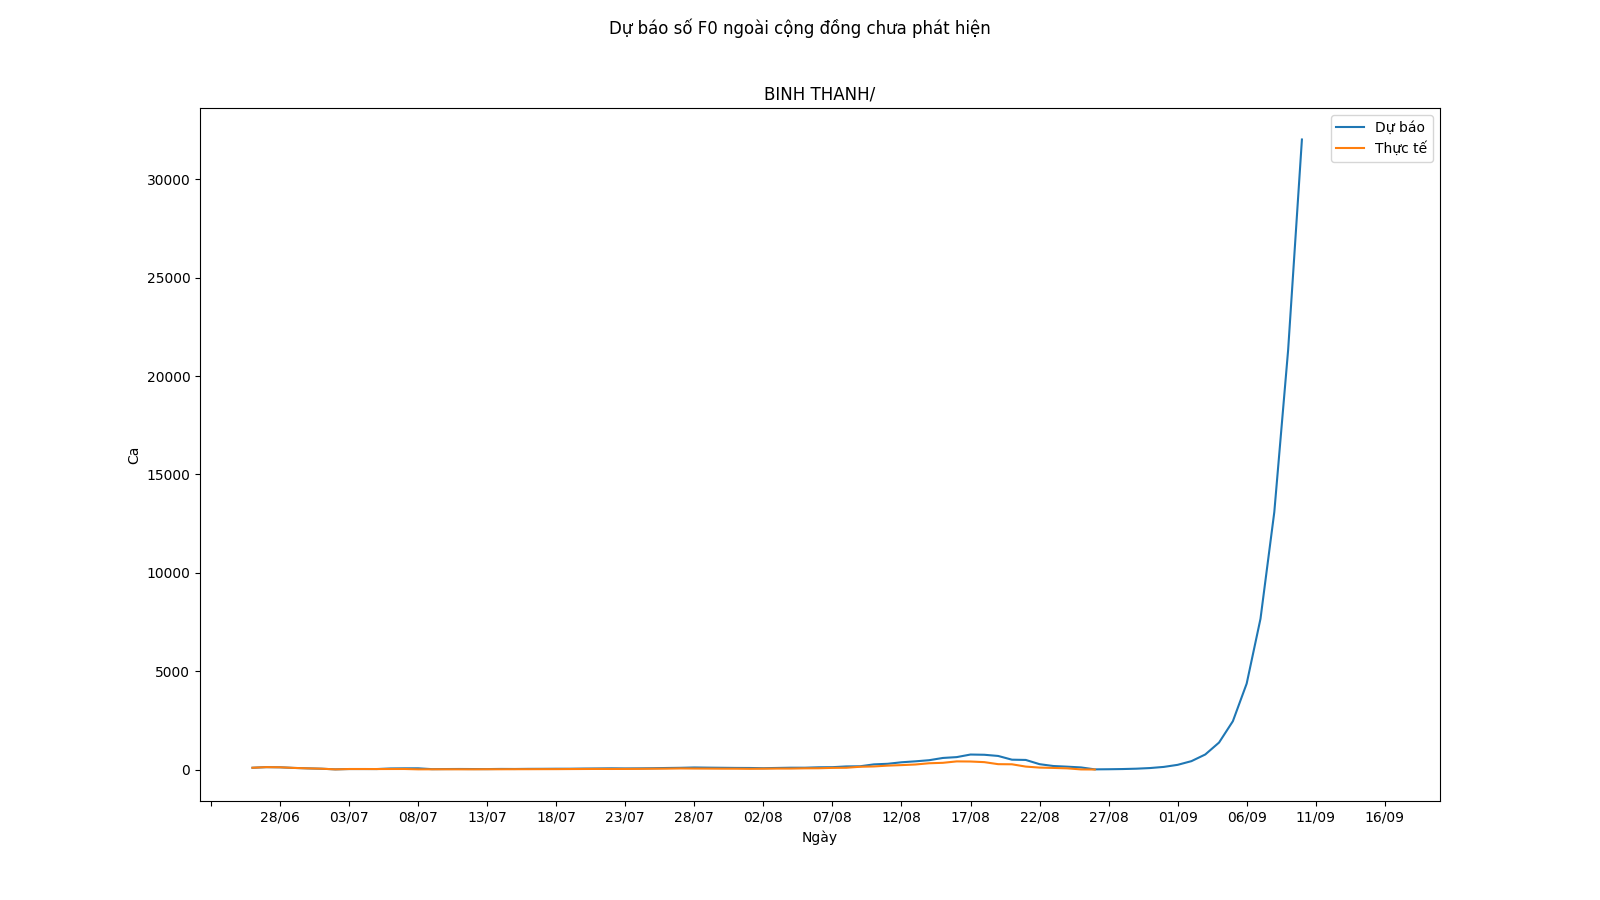 Dự báo số F0 ngoài cộng đồng chưa phát hiện
BINH THANH/
Dự báo
Thực tế
30000
25000
20000
15000
10000
5000
0
Ca
28/06 03/07 08/07 13/07 18/07 23/07 28/07 02/08 07/08 12/08 17/08 22/08 27/08 01/09 06/09 11/09 16/09
Ngày